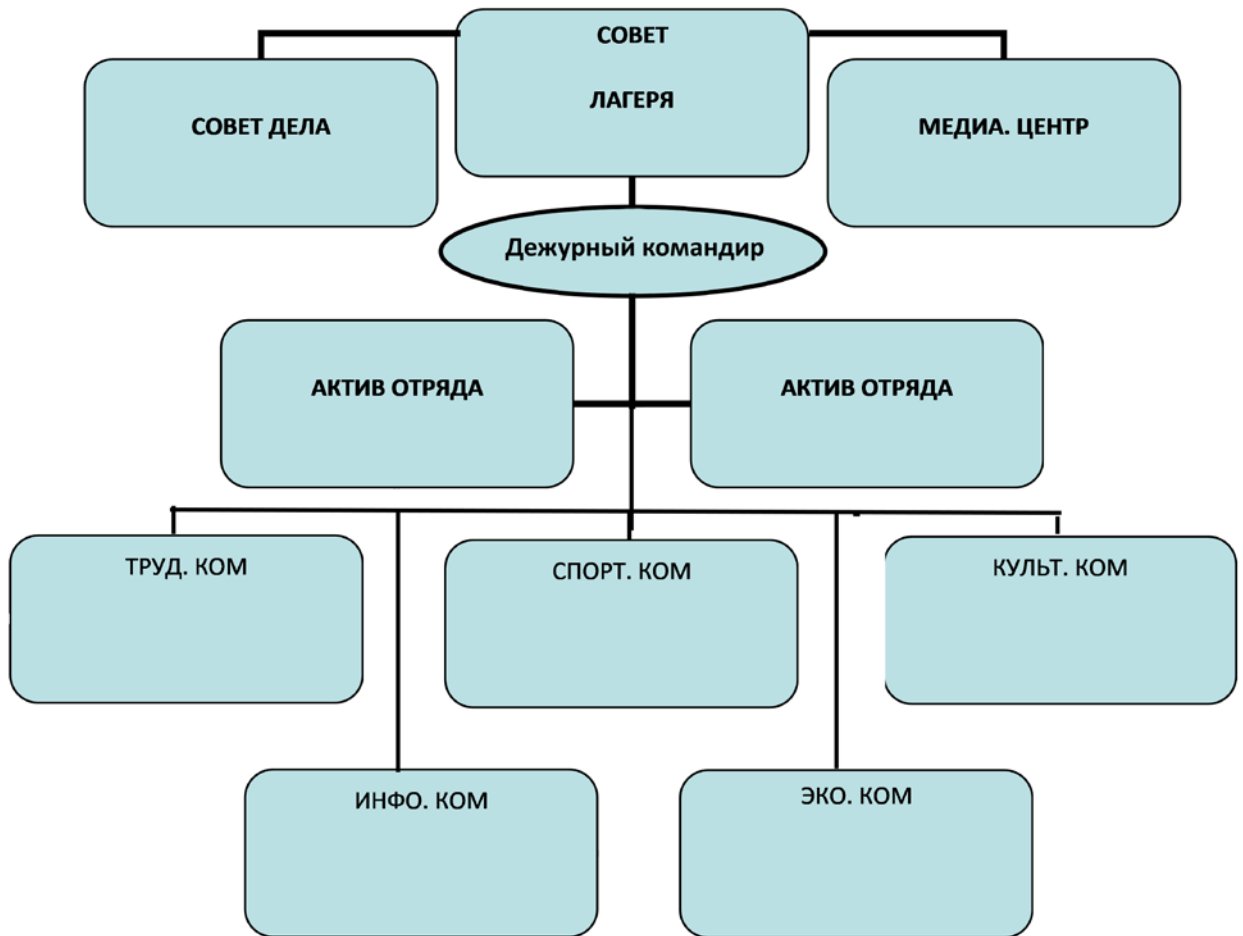 СОВЕТ
ЛАГЕРЯ
СОВЕТ ДЕЛА
МЕДИА. ЦЕНТР
Дежурный командир
АКТИВ ОТРЯДА
АКТИВ ОТРЯДА
ТРУД. КОМ
СПОРТ. КОМ
КУЛЬТ. КОМ
ИНФО. КОМ
ЭКО. КОМ